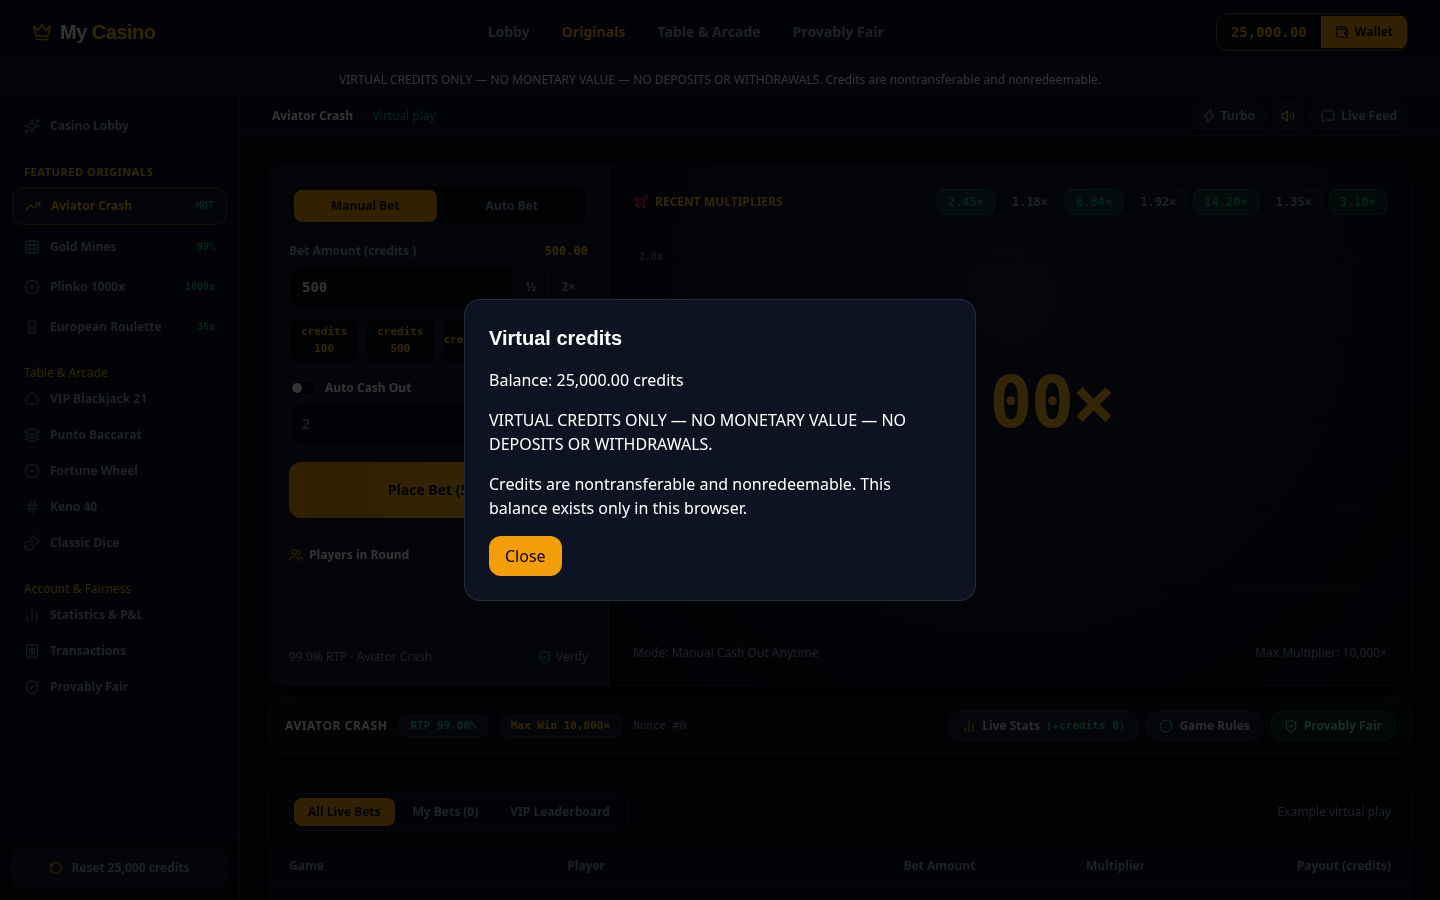 My Casino
Lobby
Originals
Table & Arcade
Provably Fair
25,000.00
Wallet
VIRTUAL CREDITS ONLY — NO MONETARY VALUE — NO DEPOSITS OR WITHDRAWALS. Credits are nontransferable and nonredeemable.
Casino Lobby
FEATURED ORIGINALS
Aviator Crash HOT
Gold Mines 99%
Plinko 1000x 1000x
European Roulette 36x
Table & Arcade
VIP Blackjack 21
Punto Baccarat
Fortune Wheel
Keno 40
Classic Dice
Account & Fairness
Statistics & P&L
Transactions
Provably Fair
Reset 25,000 credits
Aviator Crash Virtual play
Turbo
Live Feed
Manual Bet
Auto Bet
Bet Amount (credits ) 500.00
500 ½ 2×
credits
100
credits
500
Auto Cash Out
2
Place Bet
Players in Round
99.0% RTP · Aviator Crash
Verify
RECENT MULTIPLIERS
2.45× 1.18× 6.84× 1.92× 14.20× 1.35× 3.10×
2.0x
00×
Mode: Manual Cash Out Anytime
Max Multiplier: 10,000×
Virtual credits
Balance: 25,000.00 credits
VIRTUAL CREDITS ONLY — NO MONETARY VALUE — NO
DEPOSITS OR WITHDRAWALS.
Credits are nontransferable and nonredeemable. This
balance exists only in this browser.
Close
AVIATOR CRASH
RTP 99.00%
Max Win 10,000×
Nonce #0
Live Stats (+credits 0)
Game Rules
Provably Fair
All Live Bets
My Bets (0)
VIP Leaderboard
Example virtual play
Game
Player
Bet Amount
Multiplier
Payout (credits)